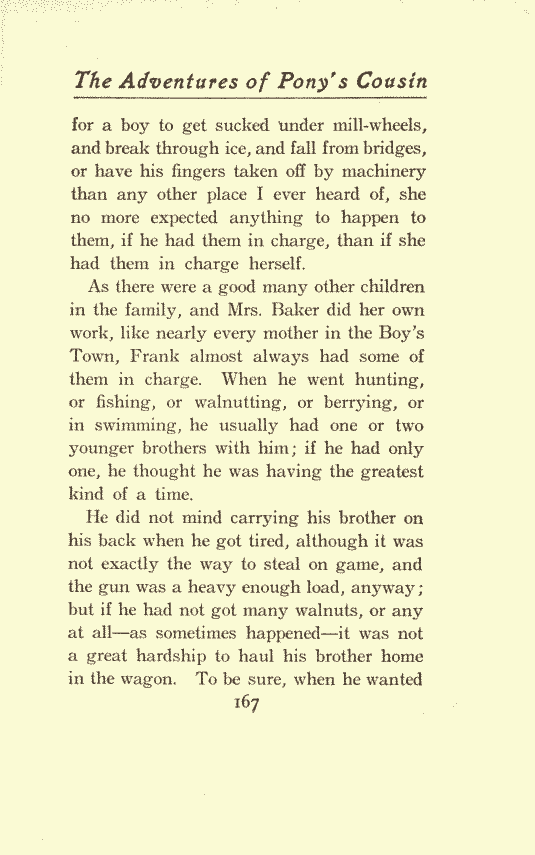 The Adventures of Pony's Cousin
for a boy to get sucked under mill-wheels,
and break through ice, and fall from bridges,
or have his fingers taken off by machinery
than any other place I ever heard of, she
no more expected anything to happen to
them, if he had them in charge, than if she
had them in charge herself.
As there were a good many other children
in the family, and Mrs. Baker did her own
work, like nearly every mother in the Boy's
Town, Frank almost always had some of
them in charge. When he went hunting,
or fishing, or walnutting, or berrying, or
in swimming, he usually had one or two
younger brothers with him; if he had only
one, he thought he was having the greatest
kind of a time.
He did not mind carrying his brother on
his back when he got tired, although it was
not exactly the way to steal on game, and
the gun was a heavy enough load, anyway;
but if he had not got many walnuts, or any
at all—as sometimes happened—it was not
a great hardship to haul his brother home
in the wagon. To be sure, when he wanted
167